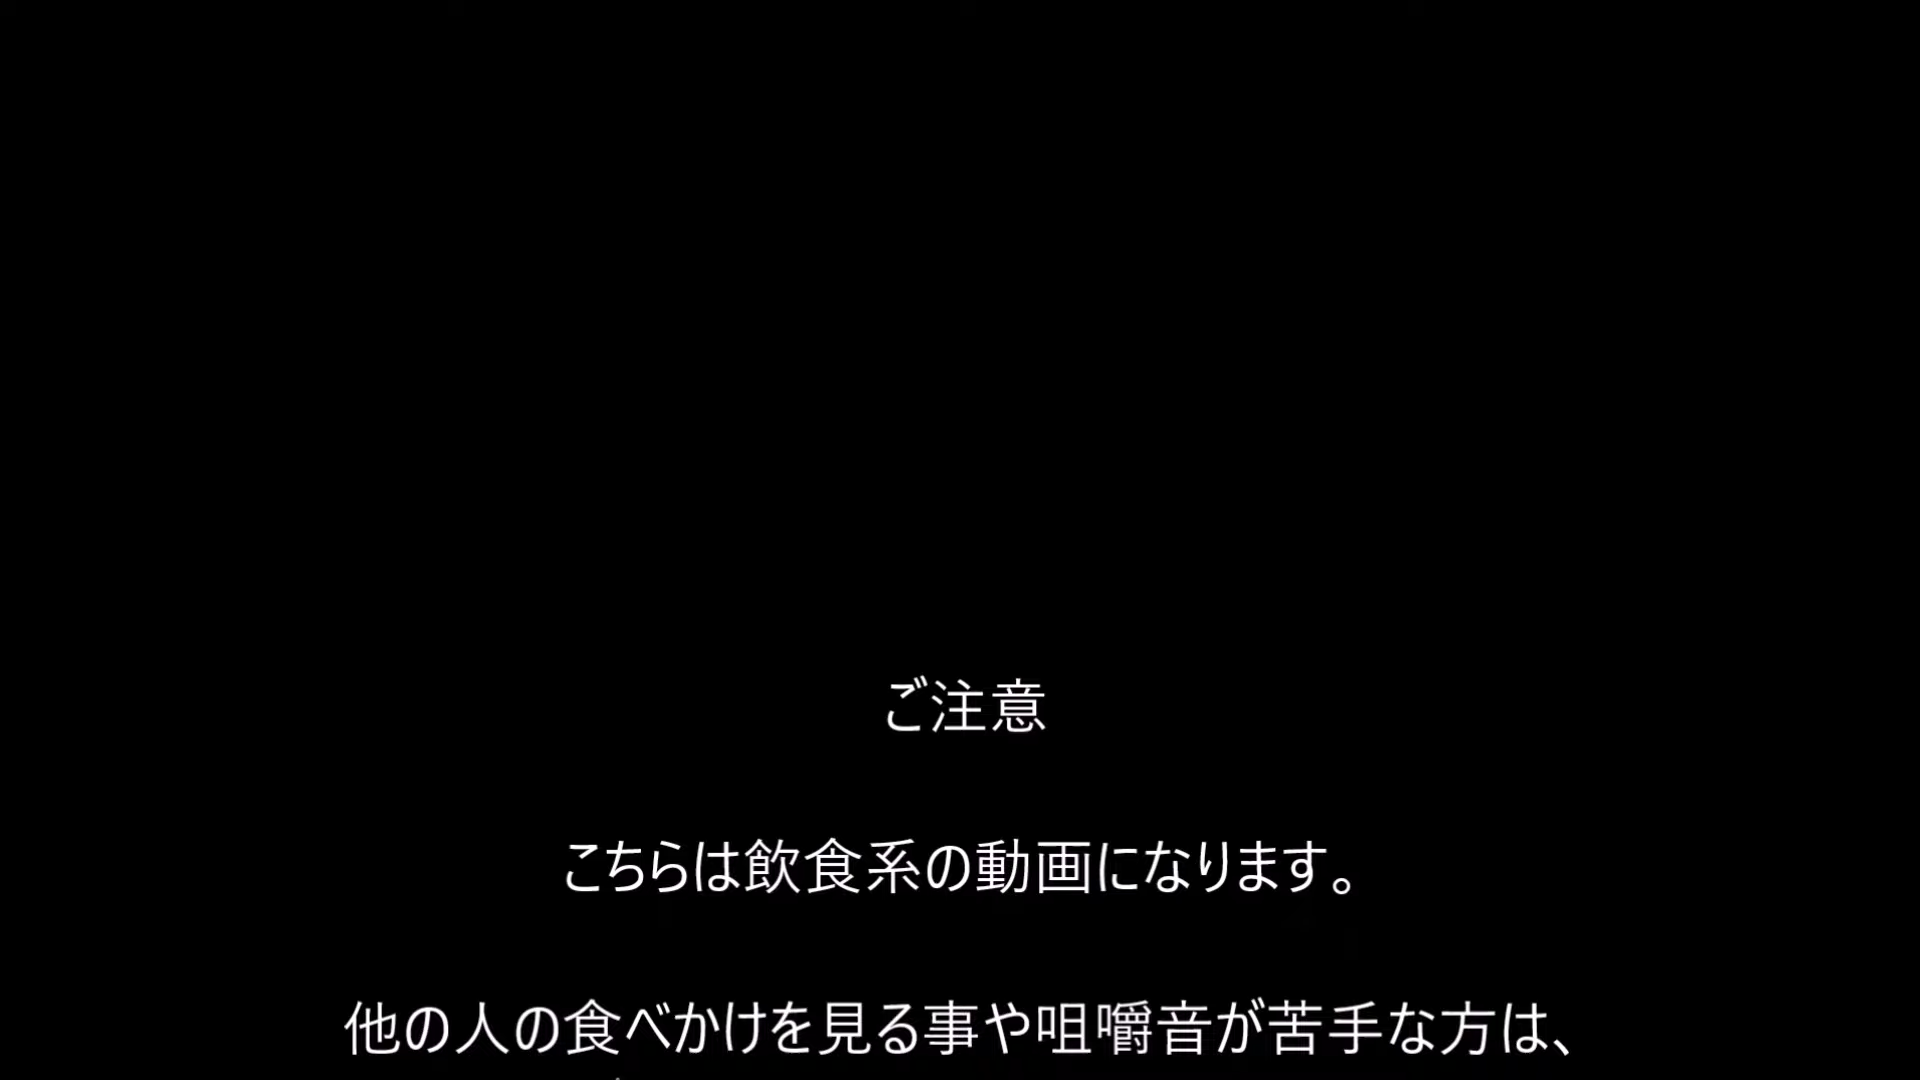 ご注意
こちらは飲食系の動画になります。
他の人の食べかけを見る事や咀嚼音が苦手な方は、